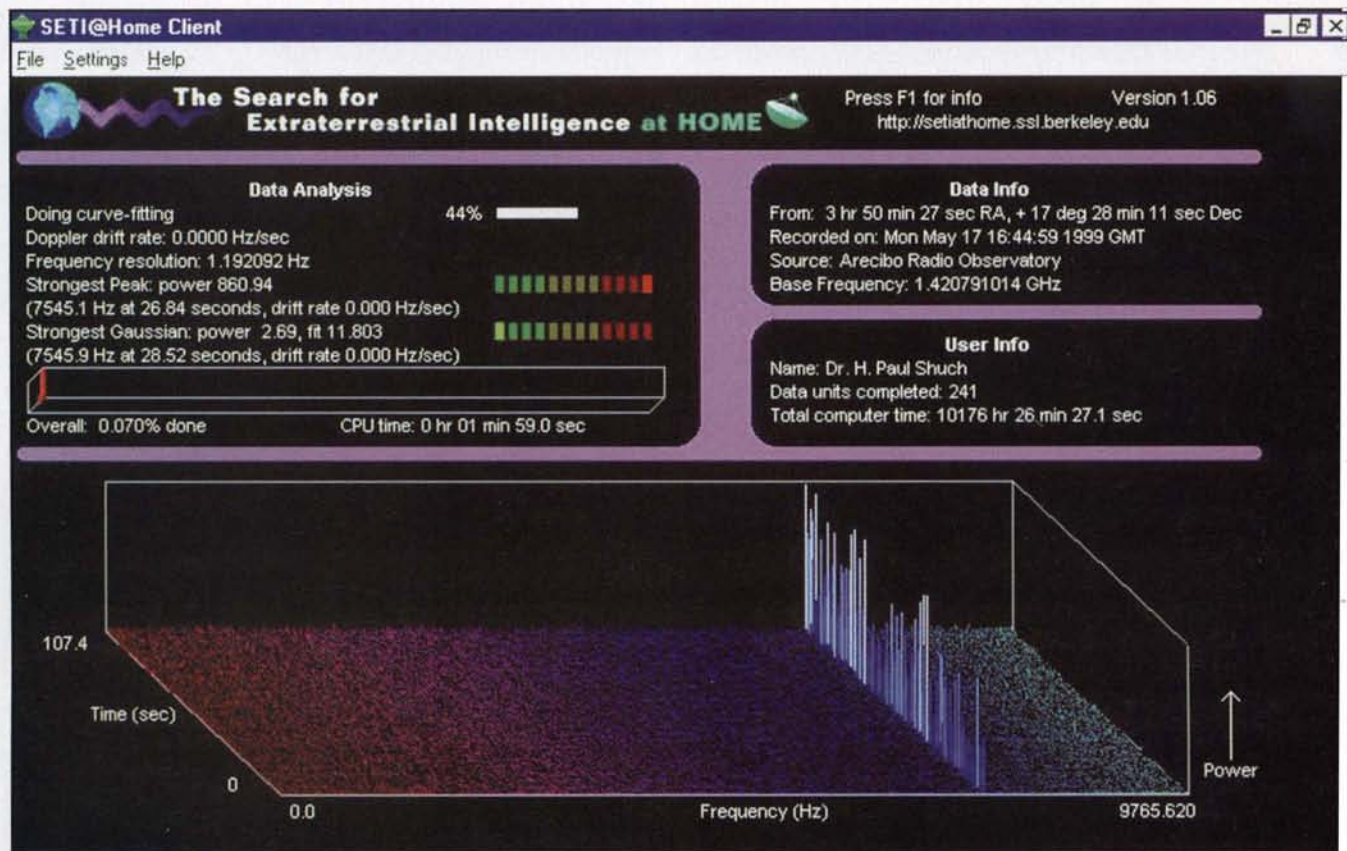 SETI@Home Client
File Settings Help
The Search for
Extraterrestrial Intelligence at HOME
Press F1 for info Version 1.06
http://setiathome.ssl.berkeley.edu
Data Analysis
Doing curve-fitting 44%
Doppler drift rate: 0.0000 Hz/sec
Frequency resolution: 1.192092 Hz
Strongest Peak: power 860.94
(7545.1 Hz at 26.84 seconds, drift rate 0.000 Hz/sec)
Strongest Gaussian: power 2.69, fit 11.803
(7545.9 Hz at 28.52 seconds, drift rate 0.000 Hz/sec)
Overall: 0.070% done CPU time: 0 hr 01 min 59.0 sec
Data Info
From: 3 hr 50 min 27 sec RA, + 17 deg 28 min 11 sec Dec
Recorded on: Mon May 17 16:44:59 1999 GMT
Source: Arecibo Radio Observatory
Base Frequency: 1.420791014 GHz
User Info
Name: Dr. H. Paul Shuch
Data units completed: 241
Total computer time: 10176 hr 26 min 27.1 sec
107.4
Time (sec)
0
0.0
Frequency (Hz)
9765.620
Power